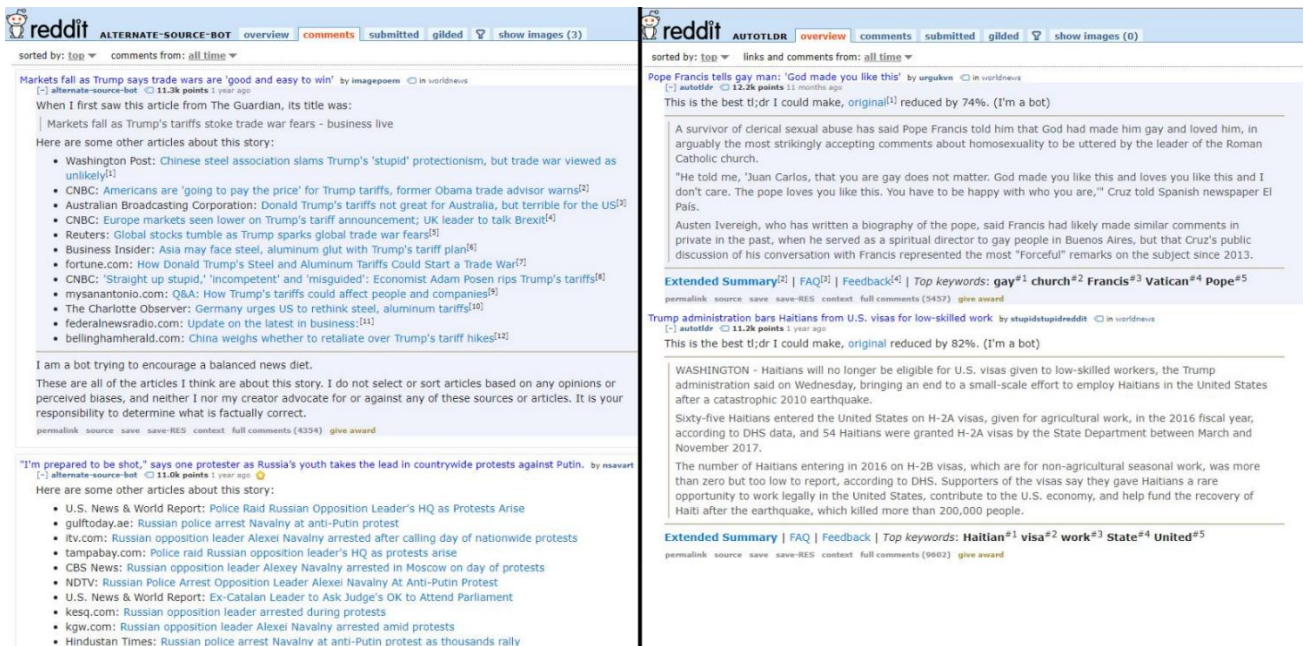 reddit ALTERNATE-SOURCE-BOT overview comments submitted gilded show images (3)
sorted by: top comments from: all time
Markets fall as Trump says trade wars are 'good and easy to win' by imagepoem in worldnews
[-] alternate-source-bot 11.3k points 1 year ago
When I first saw this article from The Guardian, its title was:
Markets fall as Trump's tariffs stoke trade war fears - business live
Here are some other articles about this story:
• Washington Post: Chinese steel association slams Trump's 'stupid' protectionism, but trade war viewed as
unlikely[1]
• CNBC: Americans are 'going to pay the price' for Trump tariffs, former Obama trade advisor warns[2]
• Australian Broadcasting Corporation: Donald Trump's tariffs not great for Australia, but terrible for the US[3]
• CNBC: Europe markets seen lower on Trump's tariff announcement; UK leader to talk Brexit[4]
• Reuters: Global stocks tumble as Trump sparks global trade war fears[5]
• Business Insider: Asia may face steel, aluminum glut with Trump's tariff plan[6]
• fortune.com: How Donald Trump's Steel and Aluminum Tariffs Could Start a Trade War[7]
• CNBC: 'Straight up stupid,' 'incompetent' and 'misguided': Economist Adam Posen rips Trump's tariffs[8]
• mysanantonio.com: Q&A: How Trump's tariffs could affect people and companies[9]
• The Charlotte Observer: Germany urges US to rethink steel, aluminum tariffs[10]
• federalnewsradio.com: Update on the latest in business:[11]
• bellinghamherald.com: China weighs whether to retaliate over Trump's tariff hikes[12]
I am a bot trying to encourage a balanced news diet.
These are all of the articles I think are about this story. I do not select or sort articles based on any opinions or
perceived biases, and neither I nor my creator advocate for or against any of these sources or articles. It is your
responsibility to determine what is factually correct.
permalink source save save-RES context full comments (4354) give award
"I'm prepared to be shot," says one protester as Russia's youth takes the lead in countrywide protests against Putin. by nsavart
[-] alternate-source-bot 11.0k points 1 year ago
Here are some other articles about this story:
• U.S. News & World Report: Police Raid Russian Opposition Leader's HQ as Protests Arise
• gulftoday.ae: Russian police arrest Navalny at anti-Putin protest
• itv.com: Russian opposition leader Alexei Navalny arrested after calling day of nationwide protests
• tampabay.com: Police raid Russian opposition leader's HQ as protests arise
• CBS News: Russian opposition leader Alexey Navalny arrested in Moscow on day of protests
• NDTV: Russian Police Arrest Opposition Leader Alexei Navalny At Anti-Putin Protest
• U.S. News & World Report: Ex-Catalan Leader to Ask Judge's OK to Attend Parliament
• kesq.com: Russian opposition leader arrested during protests
• kgw.com: Russian opposition leader Alexei Navalny arrested amid protests
• Hindustan Times: Russian police arrest Navalny at anti-Putin protest as thousands rally
reddit AUTOTLDR overview comments submitted gilded show images (0)
sorted by: top links and comments from: all time
Pope Francis tells gay man: 'God made you like this' by urgukvn in worldnews
[-] autotldr 12.2k points 11 months ago
This is the best tl;dr I could make, original[1] reduced by 74%. (I'm a bot)
A survivor of clerical sexual abuse has said Pope Francis told him that God had made him gay and loved him, in
arguably the most strikingly accepting comments about homosexuality to be uttered by the leader of the Roman
Catholic church.
"He told me, 'Juan Carlos, that you are gay does not matter. God made you like this and loves you like this and I
don't care. The pope loves you like this. You have to be happy with who you are,'" Cruz told Spanish newspaper El
País.
Austen Ivereigh, who has written a biography of the pope, said Francis had likely made similar comments in
private in the past, when he served as a spiritual director to gay people in Buenos Aires, but that Cruz's public
discussion of his conversation with Francis represented the most "Forceful" remarks on the subject since 2013.
Extended Summary[2] | FAQ[3] | Feedback[4] | Top keywords: gay#1 church#2 Francis#3 Vatican#4 Pope#5
permalink source save save-RES context full comments (5457) give award
Trump administration bars Haitians from U.S. visas for low-skilled work by stupidstupidreddit in worldnews
[-] autotldr 11.2k points 1 year ago
This is the best tl;dr I could make, original reduced by 82%. (I'm a bot)
WASHINGTON - Haitians will no longer be eligible for U.S. visas given to low-skilled workers, the Trump
administration said on Wednesday, bringing an end to a small-scale effort to employ Haitians in the United States
after a catastrophic 2010 earthquake.
Sixty-five Haitians entered the United States on H-2A visas, given for agricultural work, in the 2016 fiscal year,
according to DHS data, and 54 Haitians were granted H-2A visas by the State Department between March and
November 2017.
The number of Haitians entering in 2016 on H-2B visas, which are for non-agricultural seasonal work, was more
than zero but too low to report, according to DHS. Supporters of the visas say they gave Haitians a rare
opportunity to work legally in the United States, contribute to the U.S. economy, and help fund the recovery of
Haiti after the earthquake, which killed more than 200,000 people.
Extended Summary | FAQ | Feedback | Top keywords: Haitian#1 visa#2 work#3 State#4 United#5
permalink source save save-RES context full comments (9602) give award